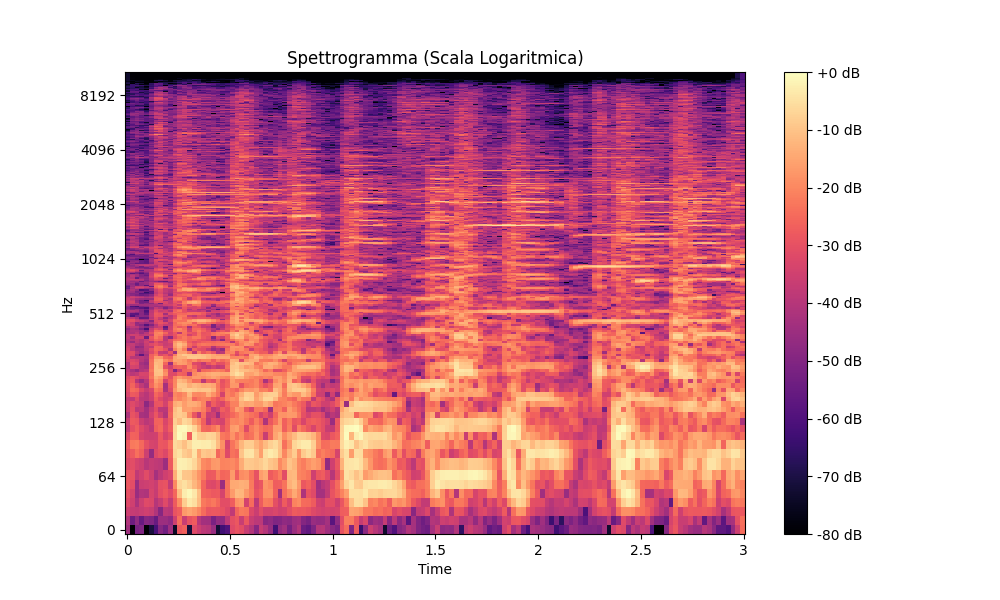 Spettrogramma (Scala Logaritmica)
Hz
8192
4096
2048
1024
512
256
128
64
0
0
0.5
1
1.5
2
2.5
3
Time
+0 dB
-10 dB
-20 dB
-30 dB
-40 dB
-50 dB
-60 dB
-70 dB
-80 dB